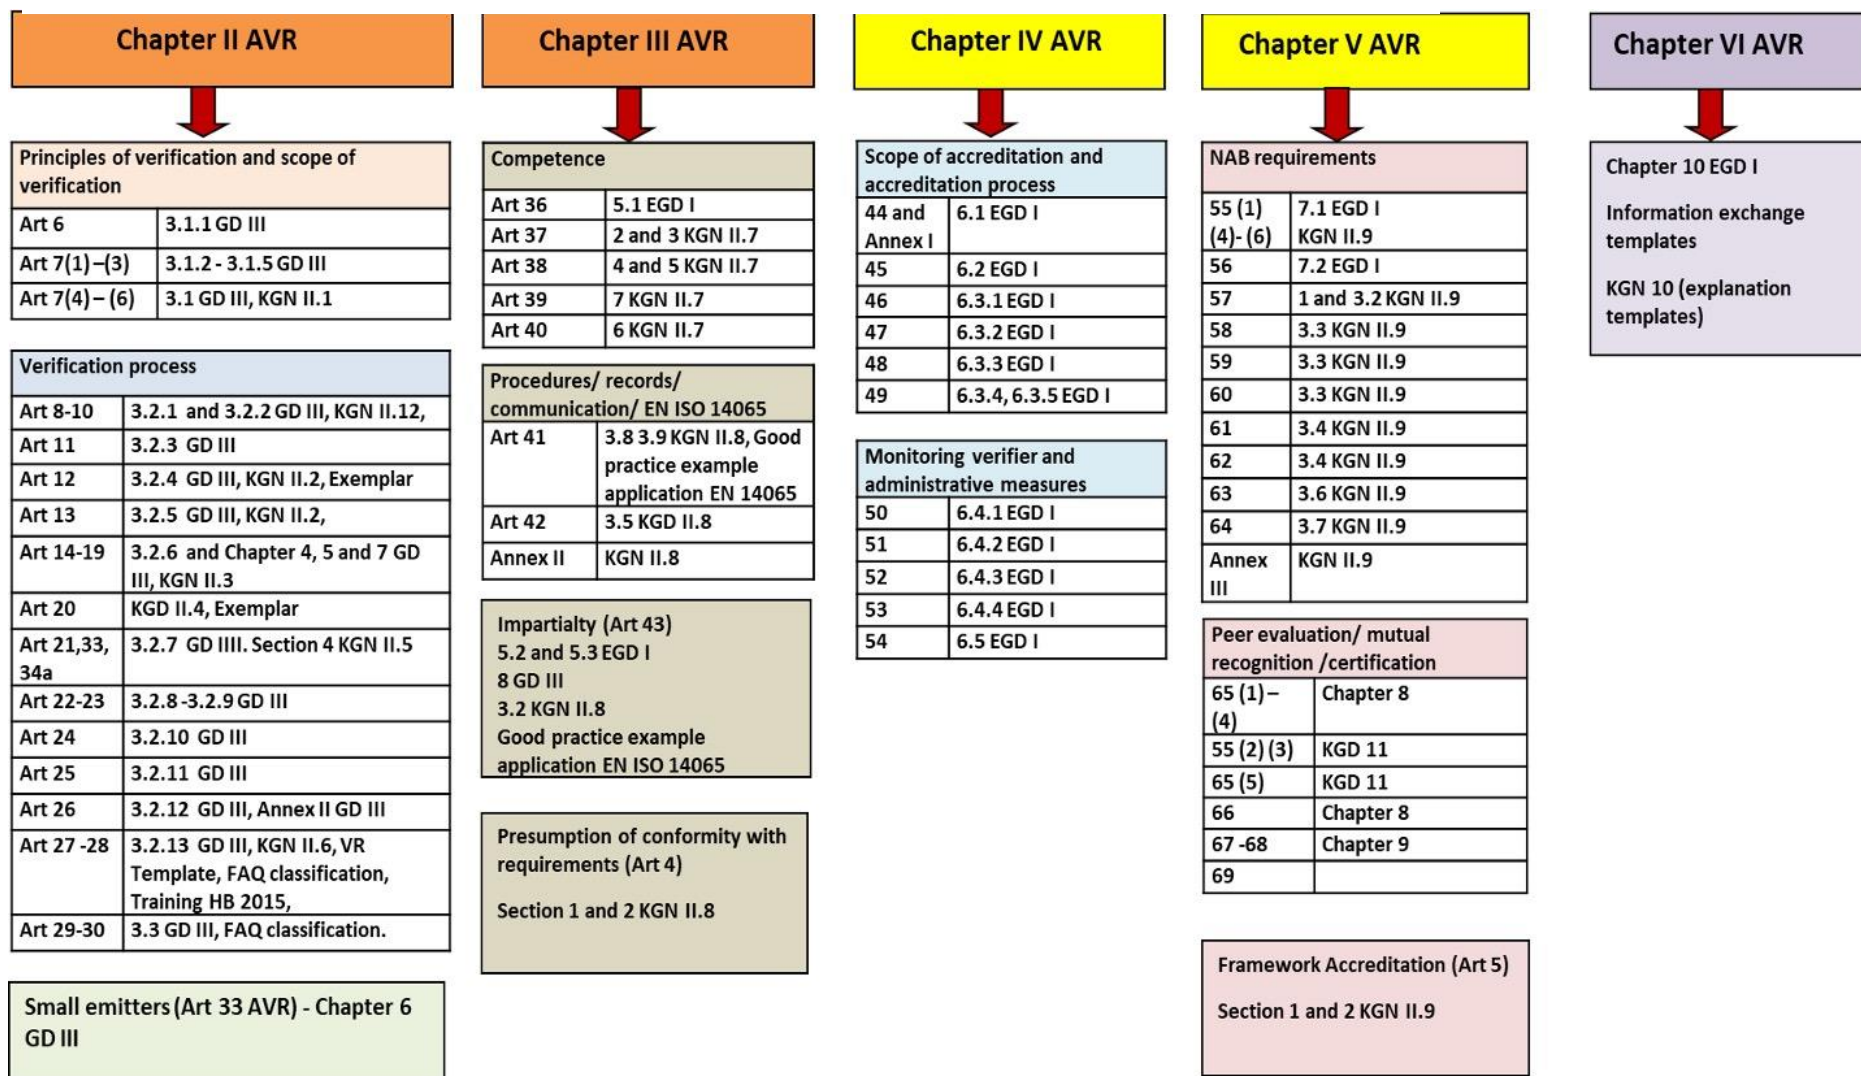 Chapter II AVR
Principles of verification and scope of
verification
Art 6 3.1.1 GD III
Art 7(1) –(3) 3.1.2 - 3.1.5 GD III
Art 7(4) – (6) 3.1 GD III, KGN II.1
Verification process
Art 8-10 3.2.1 and 3.2.2 GD III, KGN II.12,
Art 11 3.2.3 GD III
Art 12 3.2.4 GD III, KGN II.2, Exemplar
Art 13 3.2.5 GD III, KGN II.2,
Art 14-19 3.2.6 and Chapter 4, 5 and 7 GD
III, KGN II.3
Art 20 KGD II.4, Exemplar
Art 21,33, 3.2.7 GD IIII. Section 4 KGN II.5
34a
Art 22-23 3.2.8 -3.2.9 GD III
Art 24 3.2.10 GD III
Art 25 3.2.11 GD III
Art 26 3.2.12 GD III, Annex II GD III
Art 27 -28 3.2.13 GD III, KGN II.6, VR
Template, FAQ classification,
Training HB 2015,
Art 29-30 3.3 GD III, FAQ classification.
Small emitters (Art 33 AVR) - Chapter 6
GD III
Chapter III AVR
Competence
Art 36 5.1 EGD I
Art 37 2 and 3 KGN II.7
Art 38 4 and 5 KGN II.7
Art 39 7 KGN II.7
Art 40 6 KGN II.7
Procedures/ records/
communication/ EN ISO 14065
Art 41 3.8 3.9 KGN II.8, Good
practice example
application EN 14065
Art 42 3.5 KGD II.8
Annex II KGN II.8
Impartialty (Art 43)
5.2 and 5.3 EGD I
8 GD III
3.2 KGN II.8
Good practice example
application EN ISO 14065
Presumption of conformity with
requirements (Art 4)
Section 1 and 2 KGN II.8
Chapter IV AVR
Scope of accreditation and
accreditation process
44 and 6.1 EGD I
Annex I
45 6.2 EGD I
46 6.3.1 EGD I
47 6.3.2 EGD I
48 6.3.3 EGD I
49 6.3.4, 6.3.5 EGD I
Monitoring verifier and
administrative measures
50 6.4.1 EGD I
51 6.4.2 EGD I
52 6.4.3 EGD I
53 6.4.4 EGD I
54 6.5 EGD I
Chapter V AVR
NAB requirements
55 (1) 7.1 EGD I
(4)- (6) KGN II.9
56 7.2 EGD I
57 1 and 3.2 KGN II.9
58 3.3 KGN II.9
59 3.3 KGN II.9
60 3.3 KGN II.9
61 3.4 KGN II.9
62 3.4 KGN II.9
63 3.6 KGN II.9
64 3.7 KGN II.9
Annex KGN II.9
III
Peer evaluation/ mutual
recognition /certification
65 (1) – Chapter 8
(4)
55 (2) (3) KGD 11
65 (5) KGD 11
66 Chapter 8
67 -68 Chapter 9
69
Framework Accreditation (Art 5)
Section 1 and 2 KGN II.9
Chapter VI AVR
Chapter 10 EGD I
Information exchange
templates
KGN 10 (explanation
templates)